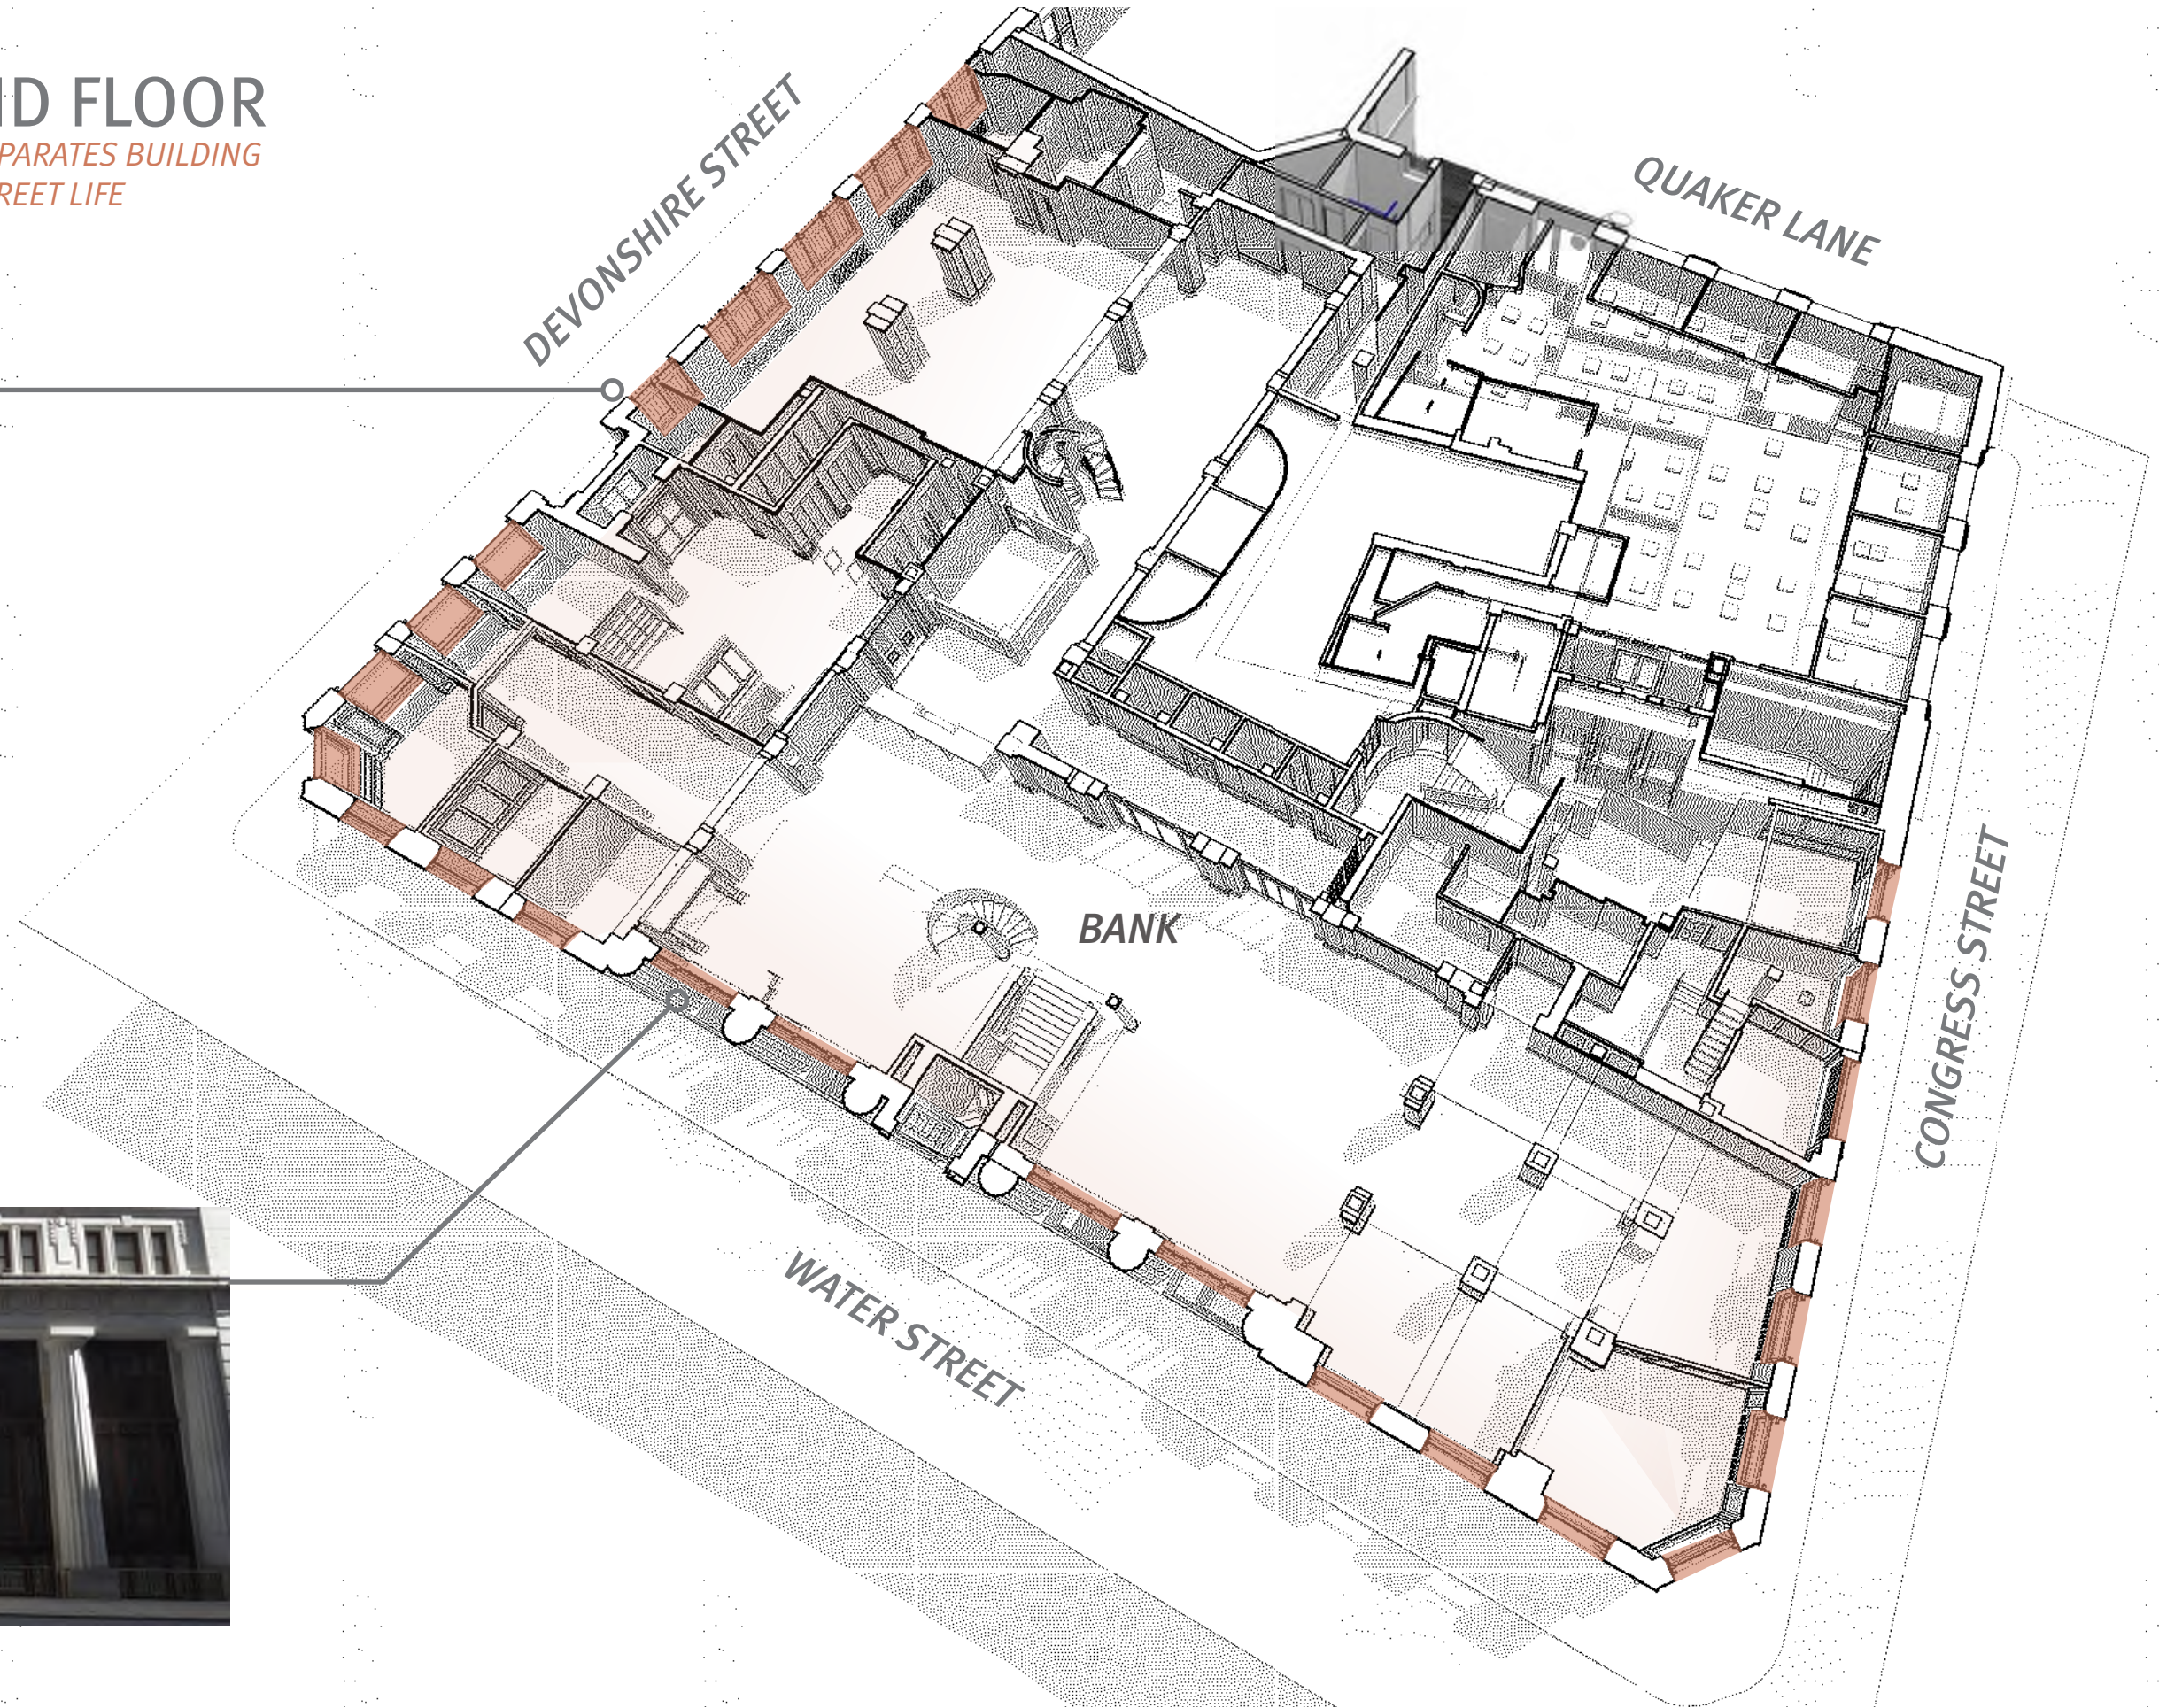 ID FLOOR
PARATES BUILDING
REET LIFE
DEVONSHIRE STREET
QUAKER LANE
BANK
CONGRESS STREET
WATER STREET